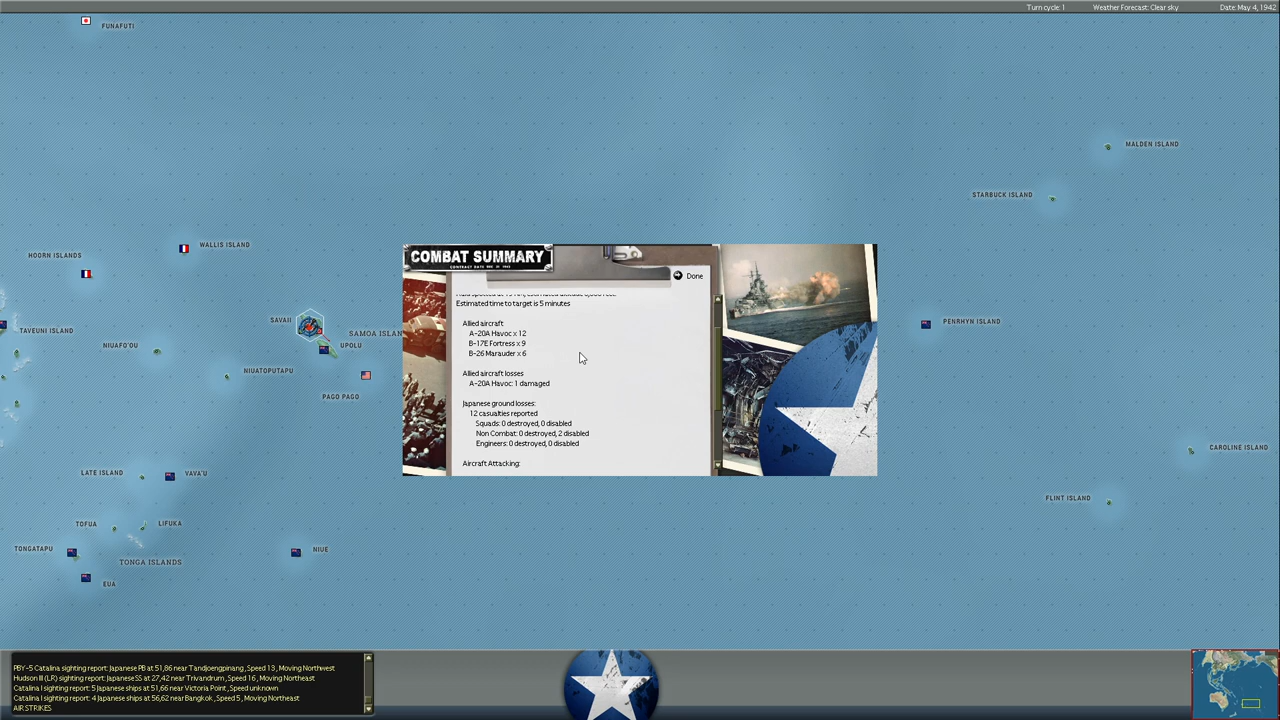 Turn cycle: 1
Weather Forecast: Clear sky
Date: May 4, 1942
FUNAFUTI
MALDEN ISLAND
STARBUCK ISLAND
WALLIS ISLAND
HOORN ISLANDS
COMBAT SUMMARY
Done
Estimated time to target is 5 minutes
Allied aircraft
A-20A Havoc x 12
B-17E Fortress x 9
B-26 Marauder x 6
Allied aircraft losses
A-20A Havoc: 1 damaged
Japanese ground losses:
12 casualties reported
Squads: 0 destroyed, 0 disabled
Non Combat: 0 destroyed, 2 disabled
Engineers: 0 destroyed, 0 disabled
Aircraft Attacking:
SAVAII
TAVEUNI ISLAND
SAMOA ISLAN
PENRHYN ISLAND
NIUAFO'OU
UPOLU
NIUATOPUTAPU
PAGO PAGO
CAROLINE ISLAND
LATE ISLAND
VAVA'U
FLINT ISLAND
TOFUA
LIFUKA
TONGATAPU
NIUE
TONGA ISLANDS
EUA
PBY-5 Catalina sighting report: Japanese PB at 51,86 near Tandjoengpinang , Speed 13 , Moving Northwest
Hudson III (LR) sighting report: Japanese SS at 27,42 near Trivandrum , Speed 16 , Moving Northeast
Catalina I sighting report: 5 Japanese ships at 51,66 near Victoria Point , Speed unknown
Catalina I sighting report: 4 Japanese ships at 56,62 near Bangkok , Speed 5 , Moving Northeast
AIR STRIKES